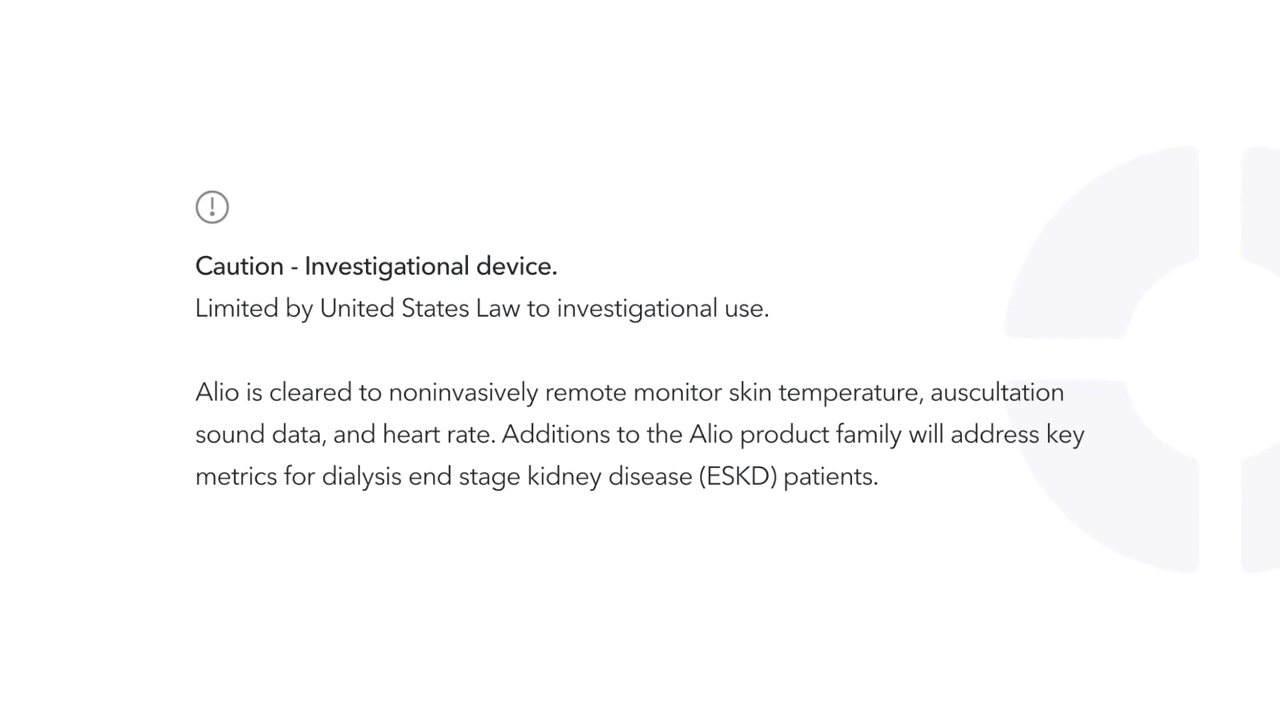 Caution - Investigational device.
Limited by United States Law to investigational use.
Alio is cleared to noninvasively remote monitor skin temperature, auscultation
sound data, and heart rate. Additions to the Alio product family will address key
metrics for dialysis end stage kidney disease (ESKD) patients.